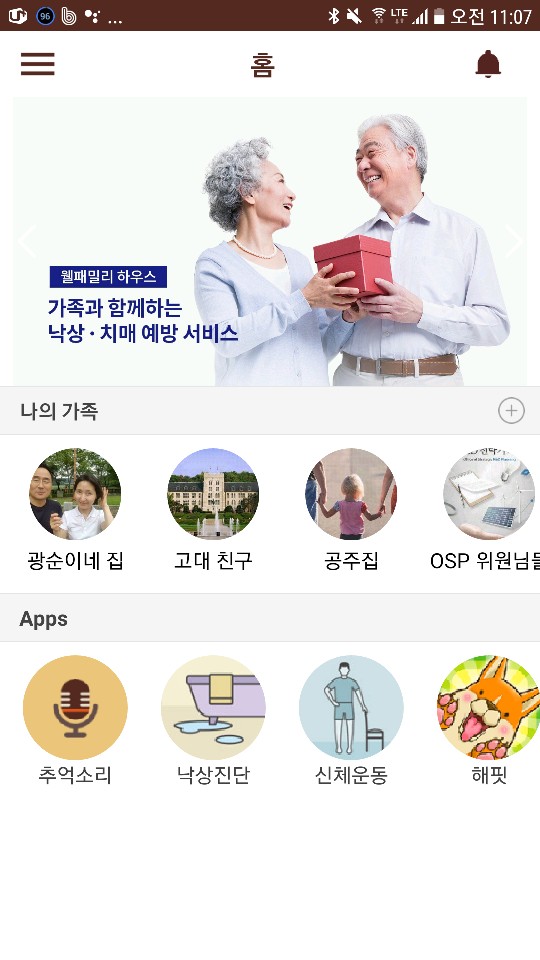 96
... LTE 오전 11:07
홈
웰패밀리 하우스
가족과 함께하는
낙상 · 치매 예방 서비스
나의 가족
광순이네 집 고대 친구 공주집 OSP 위원님들
Apps
추억소리 낙상진단 신체운동 해핏